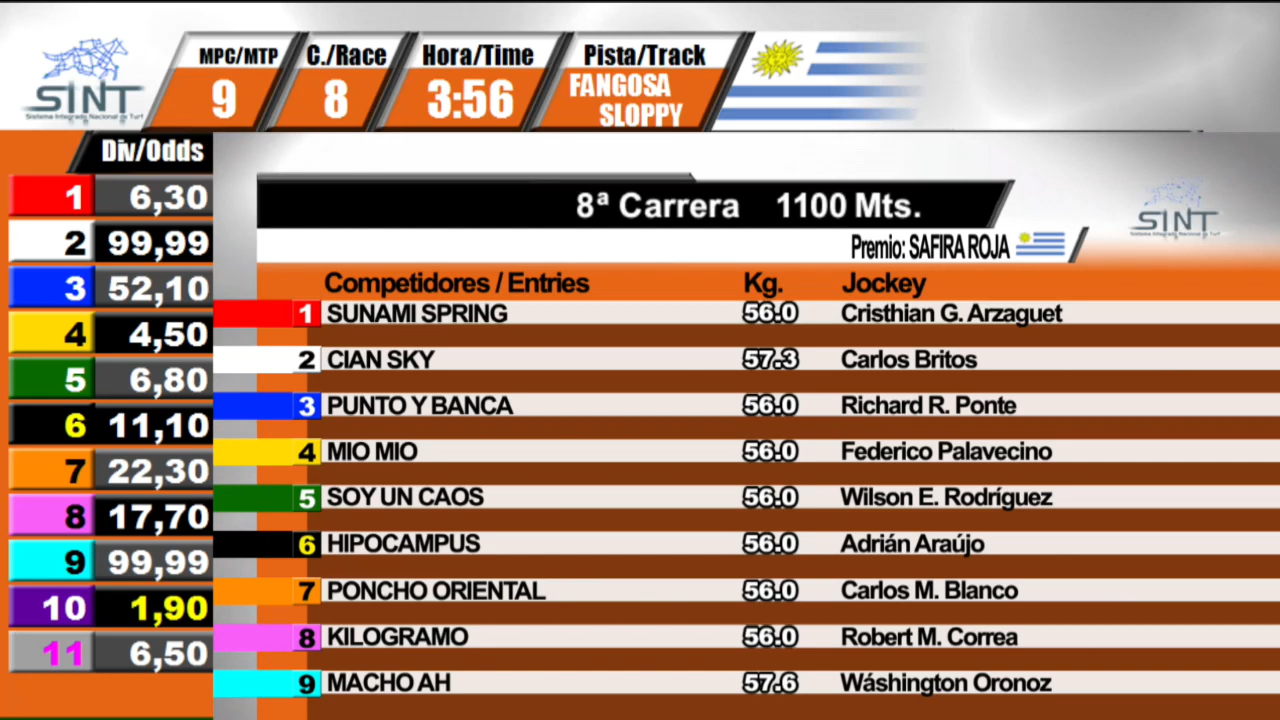 SINT
Sistema Integrado Nacional de Turf
MPC/MTP
9
C./Race
8
Hora/Time
3:56
Pista/Track
FANGOSA
SLOPPY
Div/Odds
1 6,30
2 99,99
3 52,10
4 4,50
5 6,80
6 11,10
7 22,30
8 17,70
9 99,99
10 1,90
11 6,50
8ª Carrera 1100 Mts.
Premio: SAFIRA ROJA
SINT
Sistema Integrado Nacional de Turf
Competidores / Entries Kg. Jockey
1 SUNAMI SPRING 56.0 Cristhian G. Arzaguet
2 CIAN SKY 57.3 Carlos Britos
3 PUNTO Y BANCA 56.0 Richard R. Ponte
4 MIO MIO 56.0 Federico Palavecino
5 SOY UN CAOS 56.0 Wilson E. Rodríguez
6 HIPOCAMPUS 56.0 Adrián Araújo
7 PONCHO ORIENTAL 56.0 Carlos M. Blanco
8 KILOGRAMO 56.0 Robert M. Correa
9 MACHO AH 57.6 Wáshington Oronoz